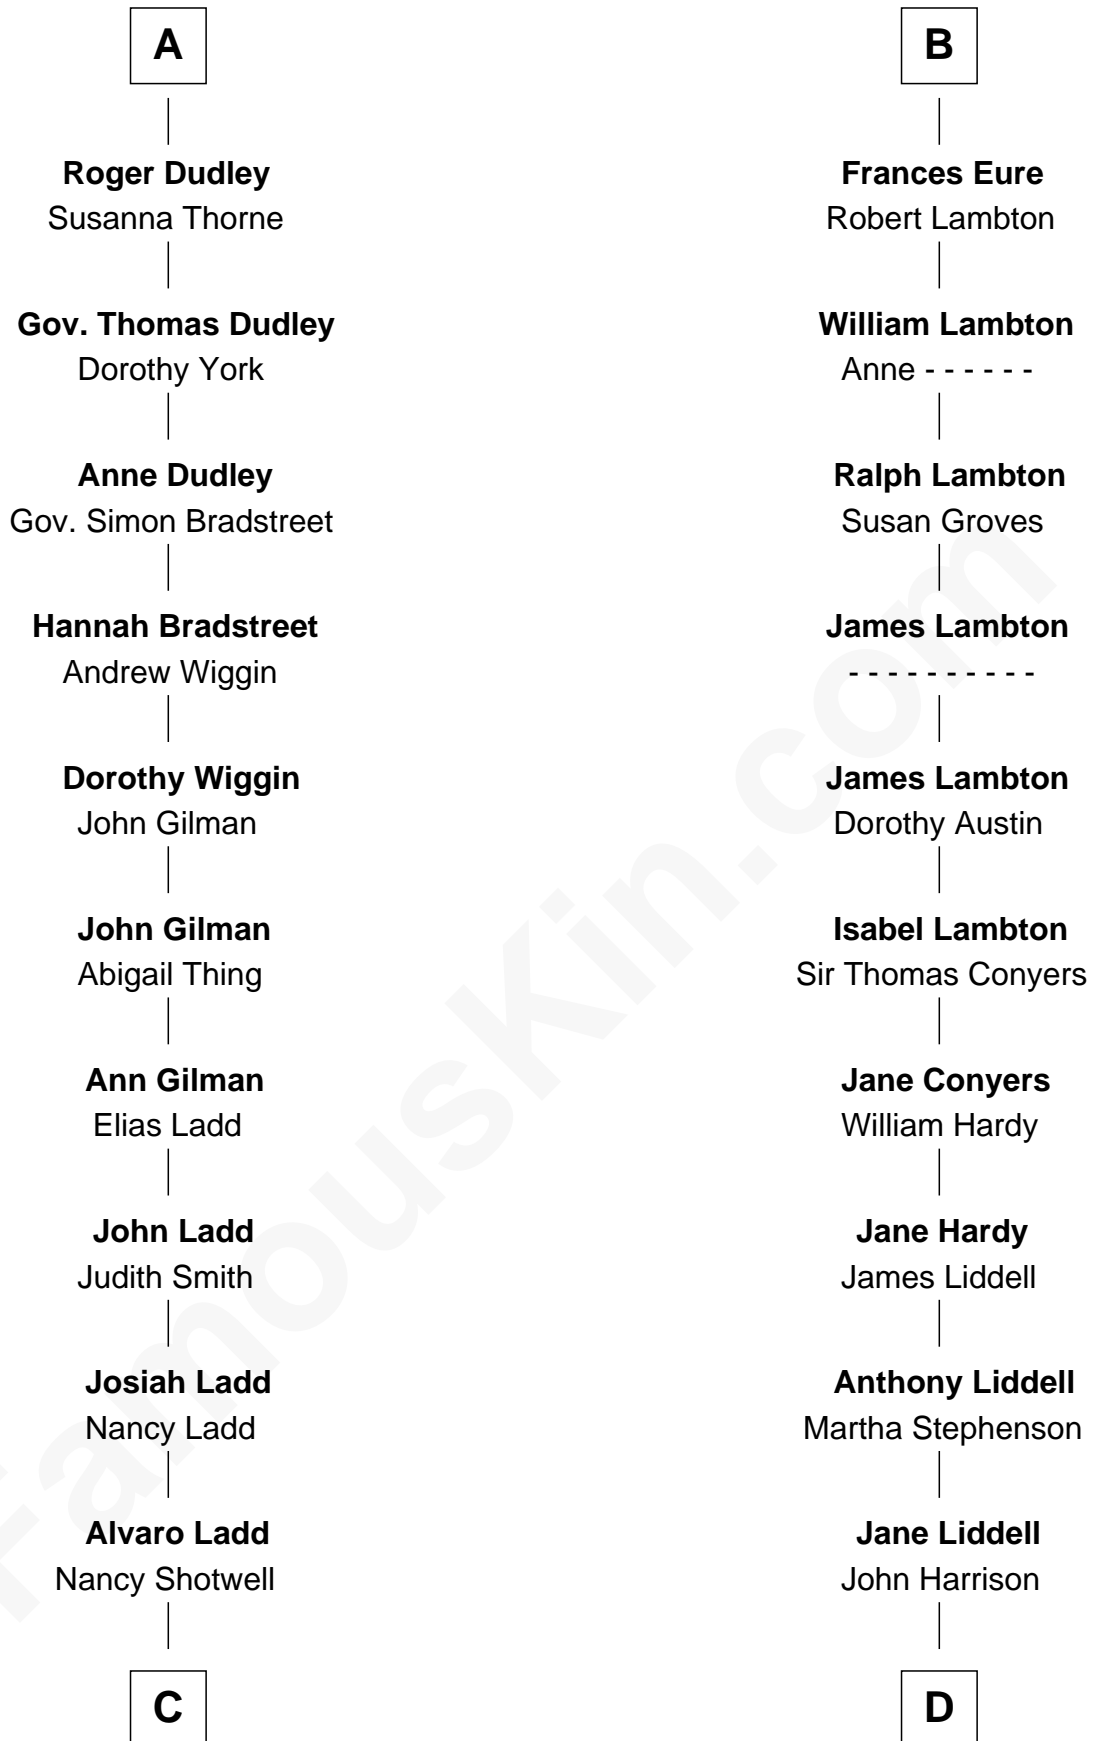 A
Roger Dudley
Susanna Thorne
Gov. Thomas Dudley
Dorothy York
Anne Dudley
Gov. Simon Bradstreet
Hannah Bradstreet
Andrew Wiggin
Dorothy Wiggin
John Gilman
John Gilman
Abigail Thing
Ann Gilman
Elias Ladd
John Ladd
Judith Smith
Josiah Ladd
Nancy Ladd
Alvaro Ladd
Nancy Shotwell
C
B
Frances Eure
Robert Lambton
William Lambton
Anne - - - - - -
Ralph Lambton
Susan Groves
James Lambton
- - - - - - - - - -
James Lambton
Dorothy Austin
Isabel Lambton
Sir Thomas Conyers
Jane Conyers
William Hardy
Jane Hardy
James Liddell
Anthony Liddell
Martha Stephenson
Jane Liddell
John Harrison
D
FamousKin.com